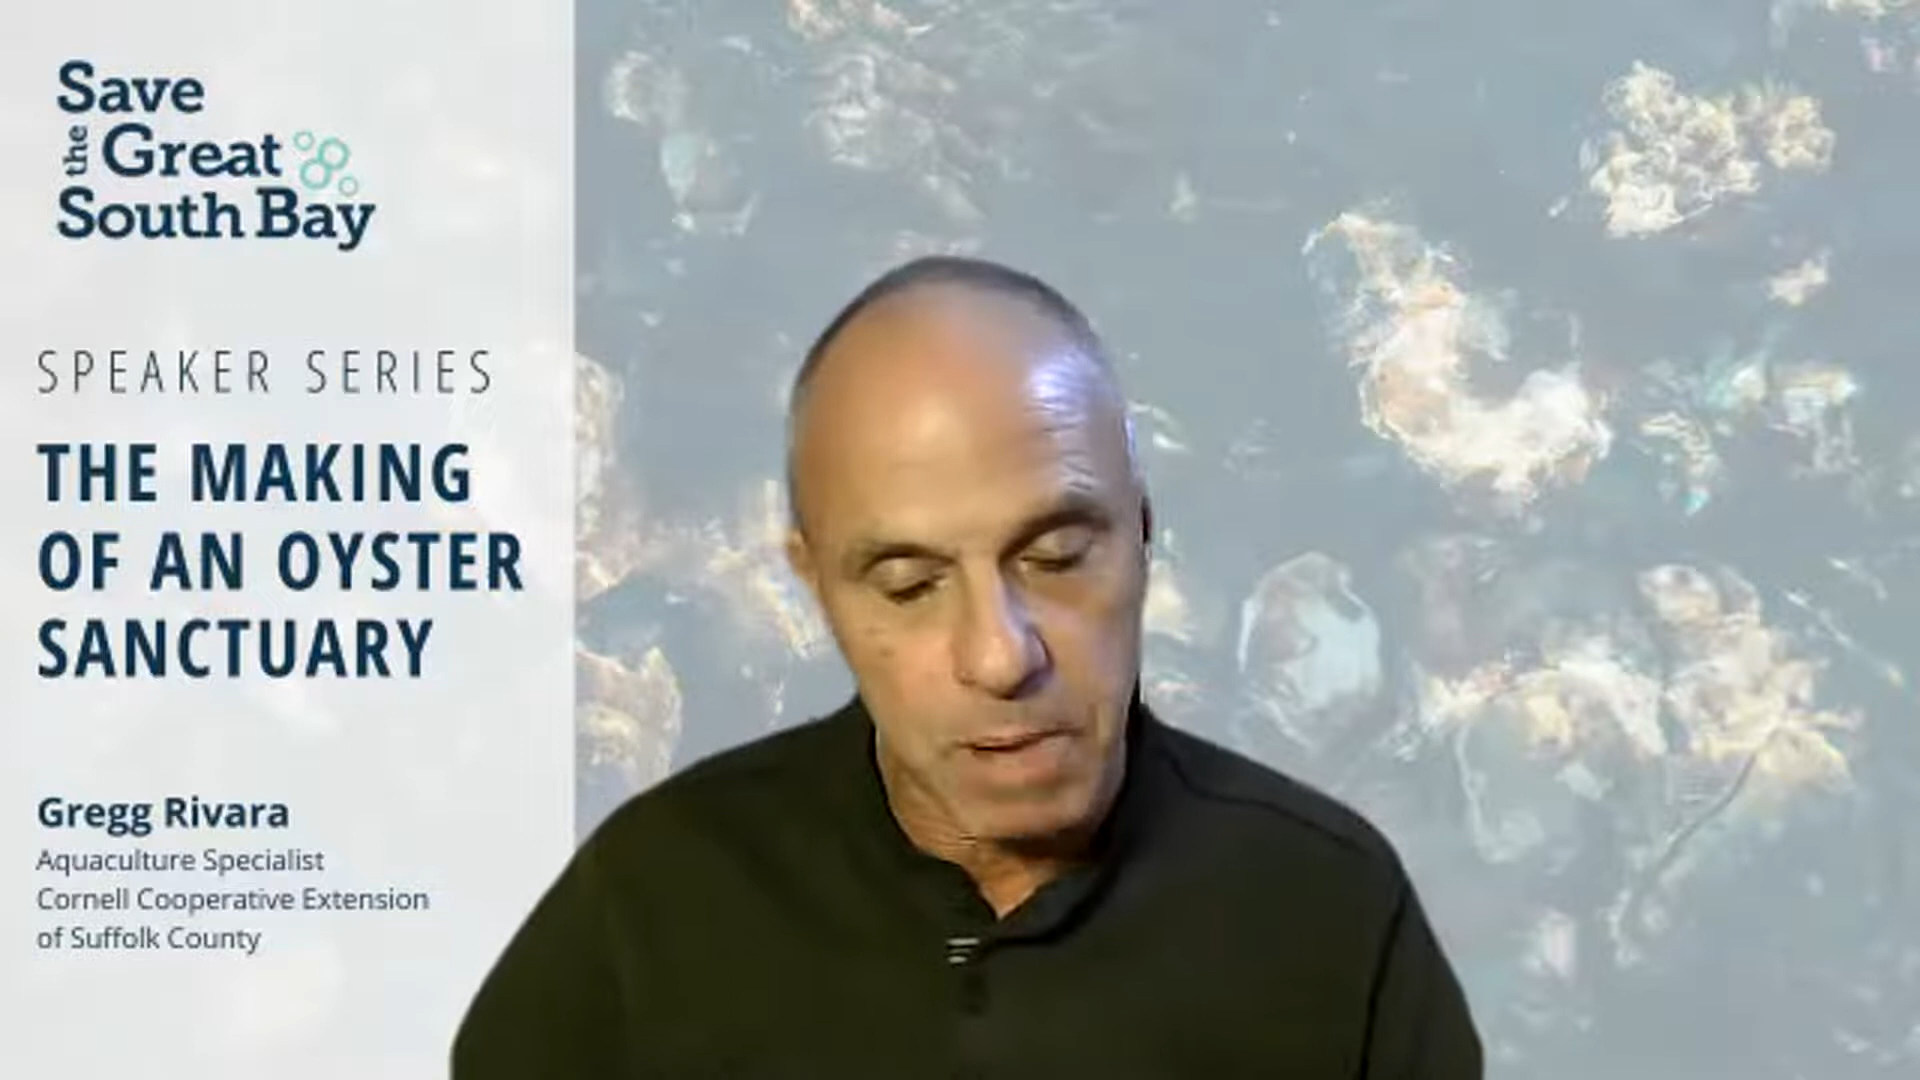 Save
the Great
South Bay
SPEAKER SERIES
THE MAKING
OF AN OYSTER
SANCTUARY
Gregg Rivara
Aquaculture Specialist
Cornell Cooperative Extension
of Suffolk County